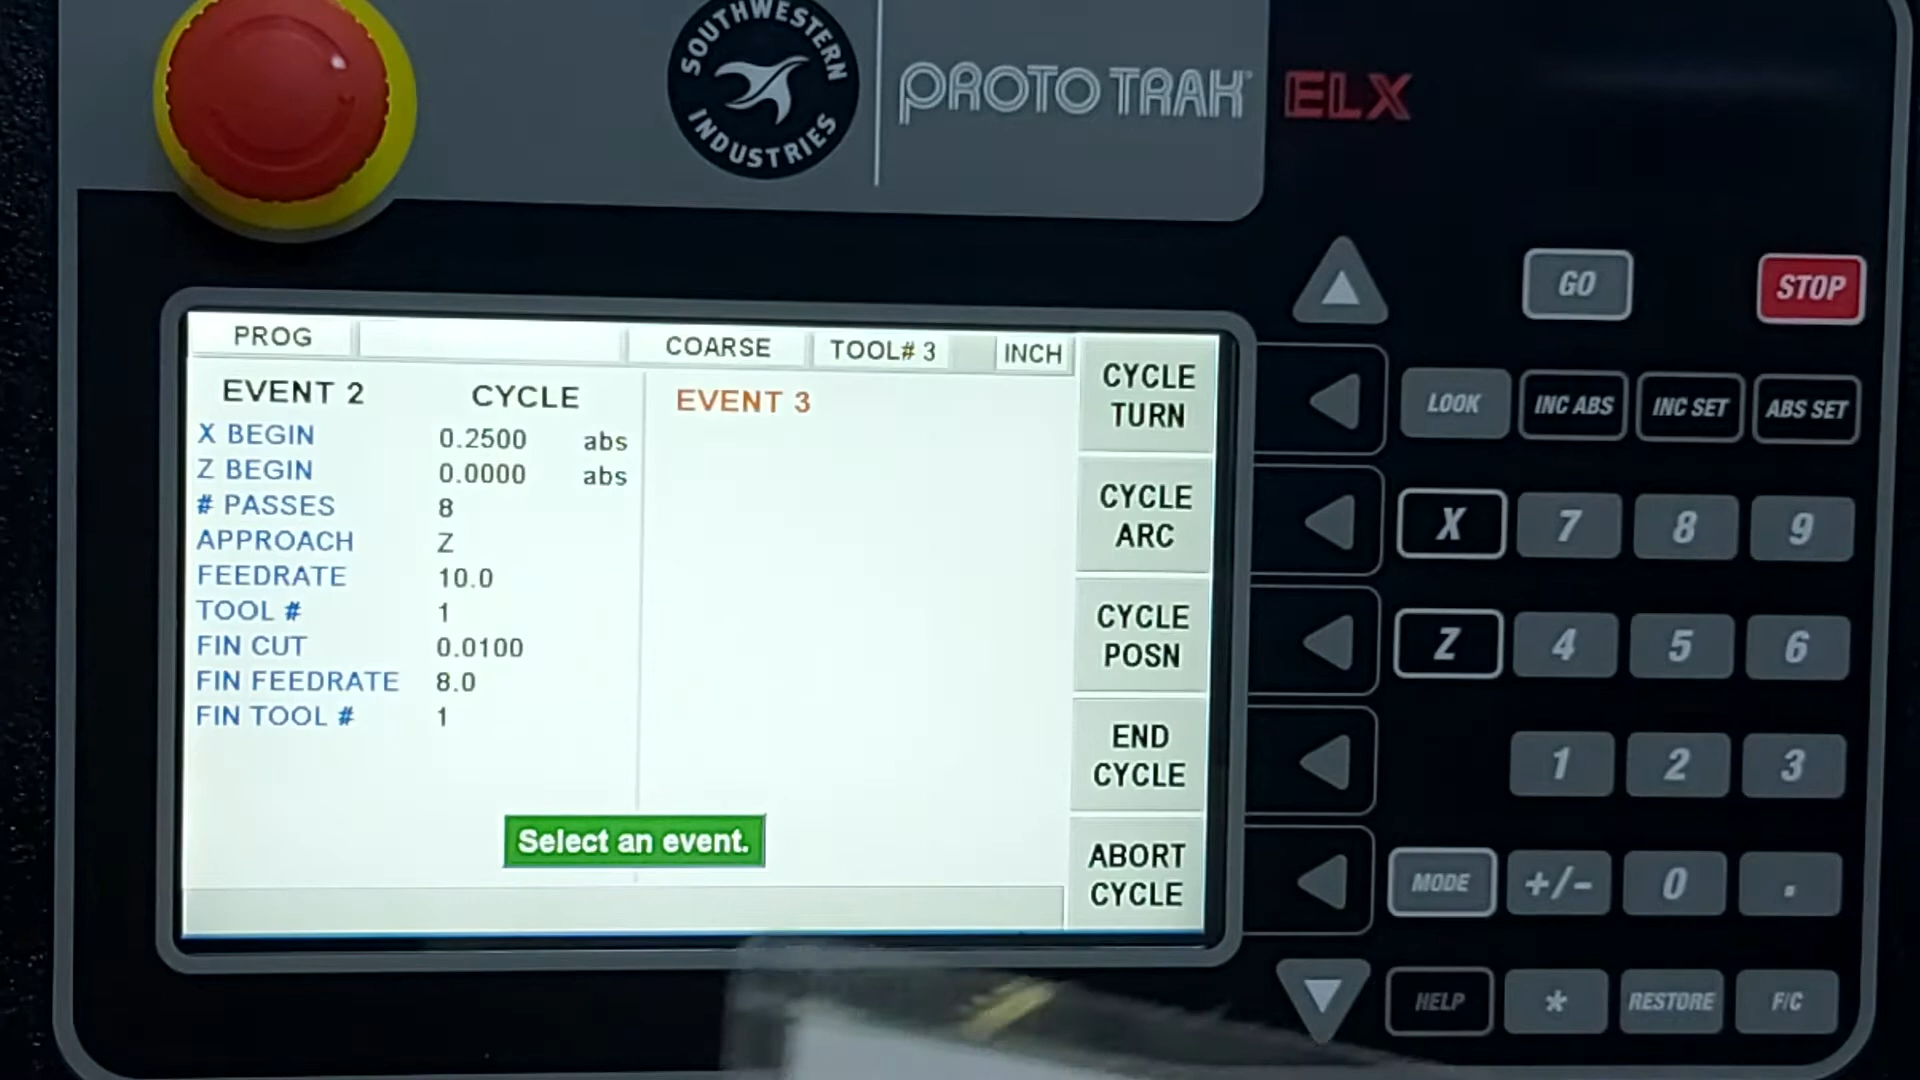 SOUTHWESTERN
INDUSTRIES
PROTOTRAK® ELX
PROG COARSE TOOL# 3 INCH
EVENT 2 CYCLE
X BEGIN 0.2500 abs
Z BEGIN 0.0000 abs
# PASSES 8
APPROACH Z
FEEDRATE 10.0
TOOL # 1
FIN CUT 0.0100
FIN FEEDRATE 8.0
FIN TOOL # 1
EVENT 3
Select an event.
CYCLE
TURN
CYCLE
ARC
CYCLE
POSN
END
CYCLE
ABORT
CYCLE
GO STOP
LOOK INC ABS INC SET ABS SET
X 7 8 9
Z 4 5 6
1 2 3
MODE +/- 0 .
HELP * RESTORE F/C